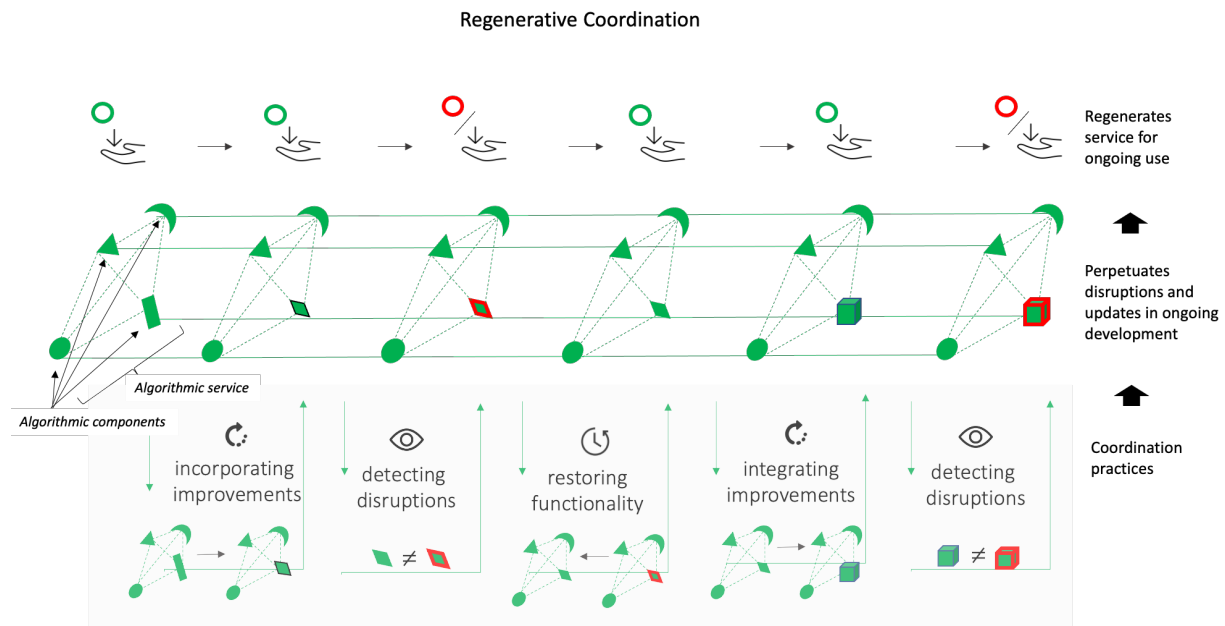 Regenerative Coordination
Regenerates
service for
ongoing use
Perpetuates
disruptions and
updates in ongoing
development
Algorithmic service
Algorithmic components
Coordination
practices
incorporating
improvements
detecting
disruptions
≠
restoring
functionality
integrating
improvements
detecting
disruptions
≠